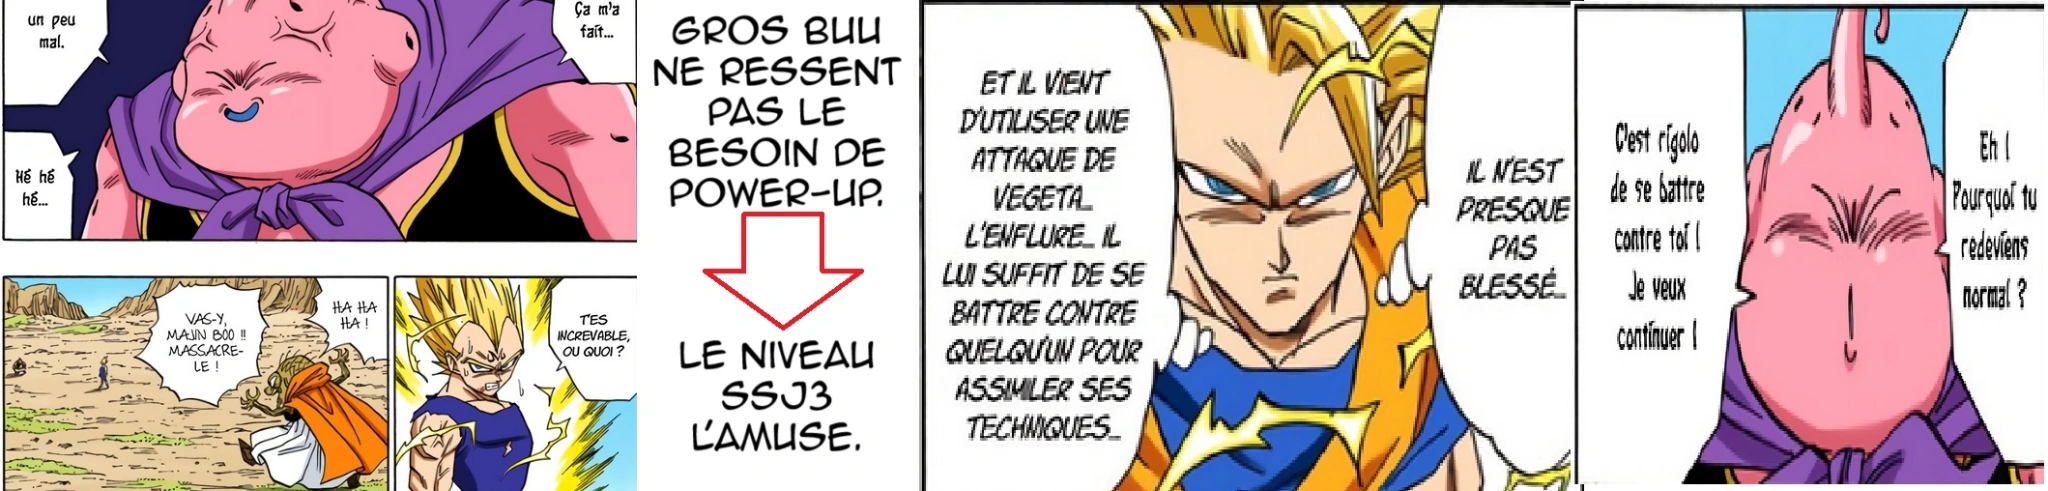 Ça m'a
fait...
un peu
mal.
Hé hé
hé...
HA HA
HA !
VAS-Y,
MAJIN BOO !!
MASSACRE-
LE !
T'ES
INCREVABLE,
OU QUOI ?
GROS BUU
NE RESSENT
PAS LE
BESOIN DE
POWER-UP.
LE NIVEAU
SSJ3
L'AMUSE.
IL N'EST
PRESQUE
PAS
BLESSÉ...
ET IL VIENT
D'UTILISER UNE
ATTAQUE DE
VEGETA...
L'ENFLURE... IL
LUI SUFFIT DE SE
BATTRE CONTRE
QUELQU'UN POUR
ASSIMILER SES
TECHNIQUES...
Eh !
Pourquoi tu
redeviens
normal ?
C'est rigolo
de se battre
contre toi !
Je veux
continuer !